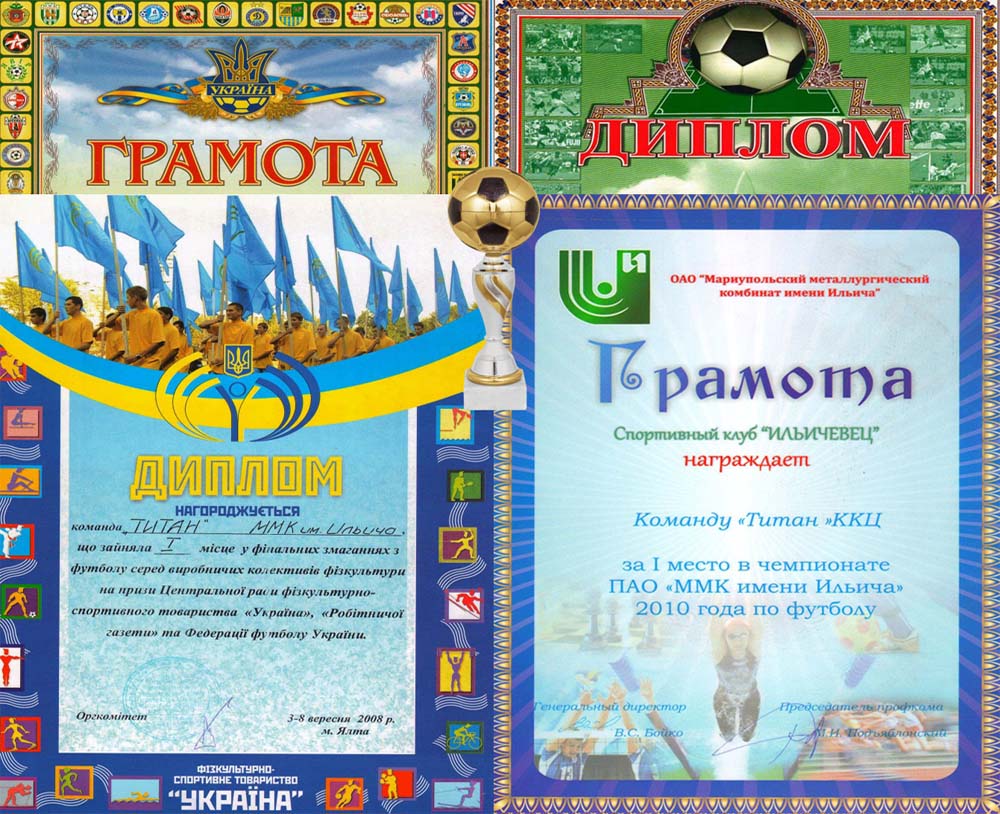 УКРАЇНА
ГРАМОТА
ДИПЛОМ
ДИПЛОМ
НАГОРОДЖУЄТЬСЯ
команда „ТИТАН" ММК им. Ильича,
що зайняла I місце у фінальних змаганнях з
футболу серед виробничих колективів фізкультури
на призи Центральної ради фізкультурно-
спортивного товариства «Україна», «Робітничої
газети» та Федерації футболу України.
Оргкомітет
3-8 вересня 2008 р.
м. Ялта
ФІЗКУЛЬТУРНО-
СПОРТИВНЕ ТОВАРИСТВО
“УКРАЇНА”
И
ОАО “Мариупольский металлургический
комбинат имени Ильича”
Грамота
Спортивный клуб “ИЛЬИЧЕВЕЦ”
награждает
Команду «Титан »ККЦ
за I место в чемпионате
ПАО «ММК имени Ильича»
2010 года по футболу
Генеральный директор
Председатель профкома
В.С. Бойко
Подъяблонский